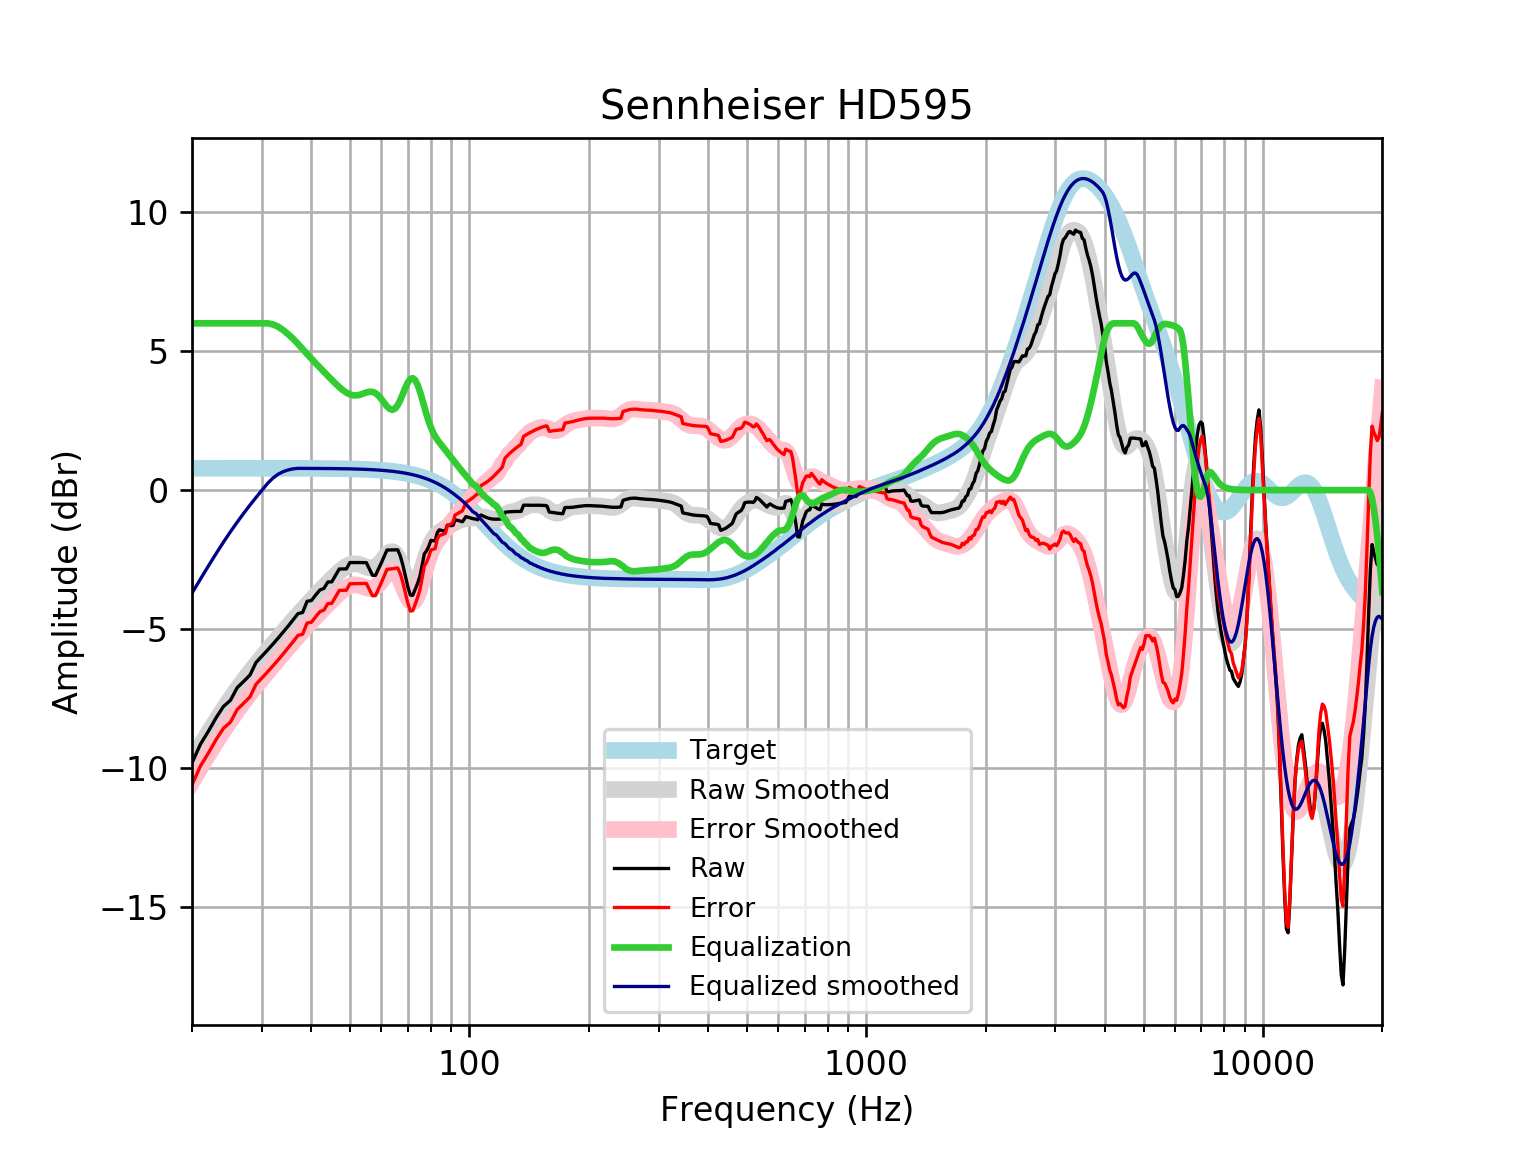 Sennheiser HD595
Amplitude (dBr)
10
5
0
−5
−10
−15
Target
Raw Smoothed
Error Smoothed
Raw
Error
Equalization
Equalized smoothed
100
1000
10000
Frequency (Hz)